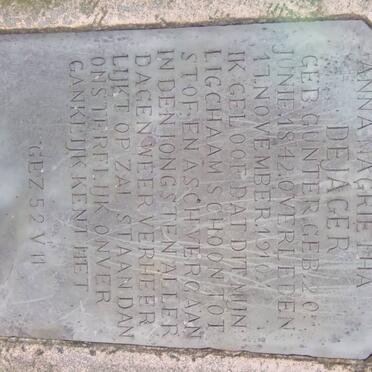 ANNA MAGRIETHA
DE JAGER
GEB GUNTER GEB 20
JUNIE 1842 OVERLEDEN
11 NOVEMBER 1910
IK GELOOF DAT DIT MIJN
LIGCHAAM SCHOON TOT
STOF EN ASCH VERGAAN
IN DEN JONGSTEN ALLER
DAGEN WEER VERHEER
LIJKT OP ZAL STAAN DAN
ONSTERFELIJK ONVER
GANKLIJK KENT HET
GEZ 52 V 11